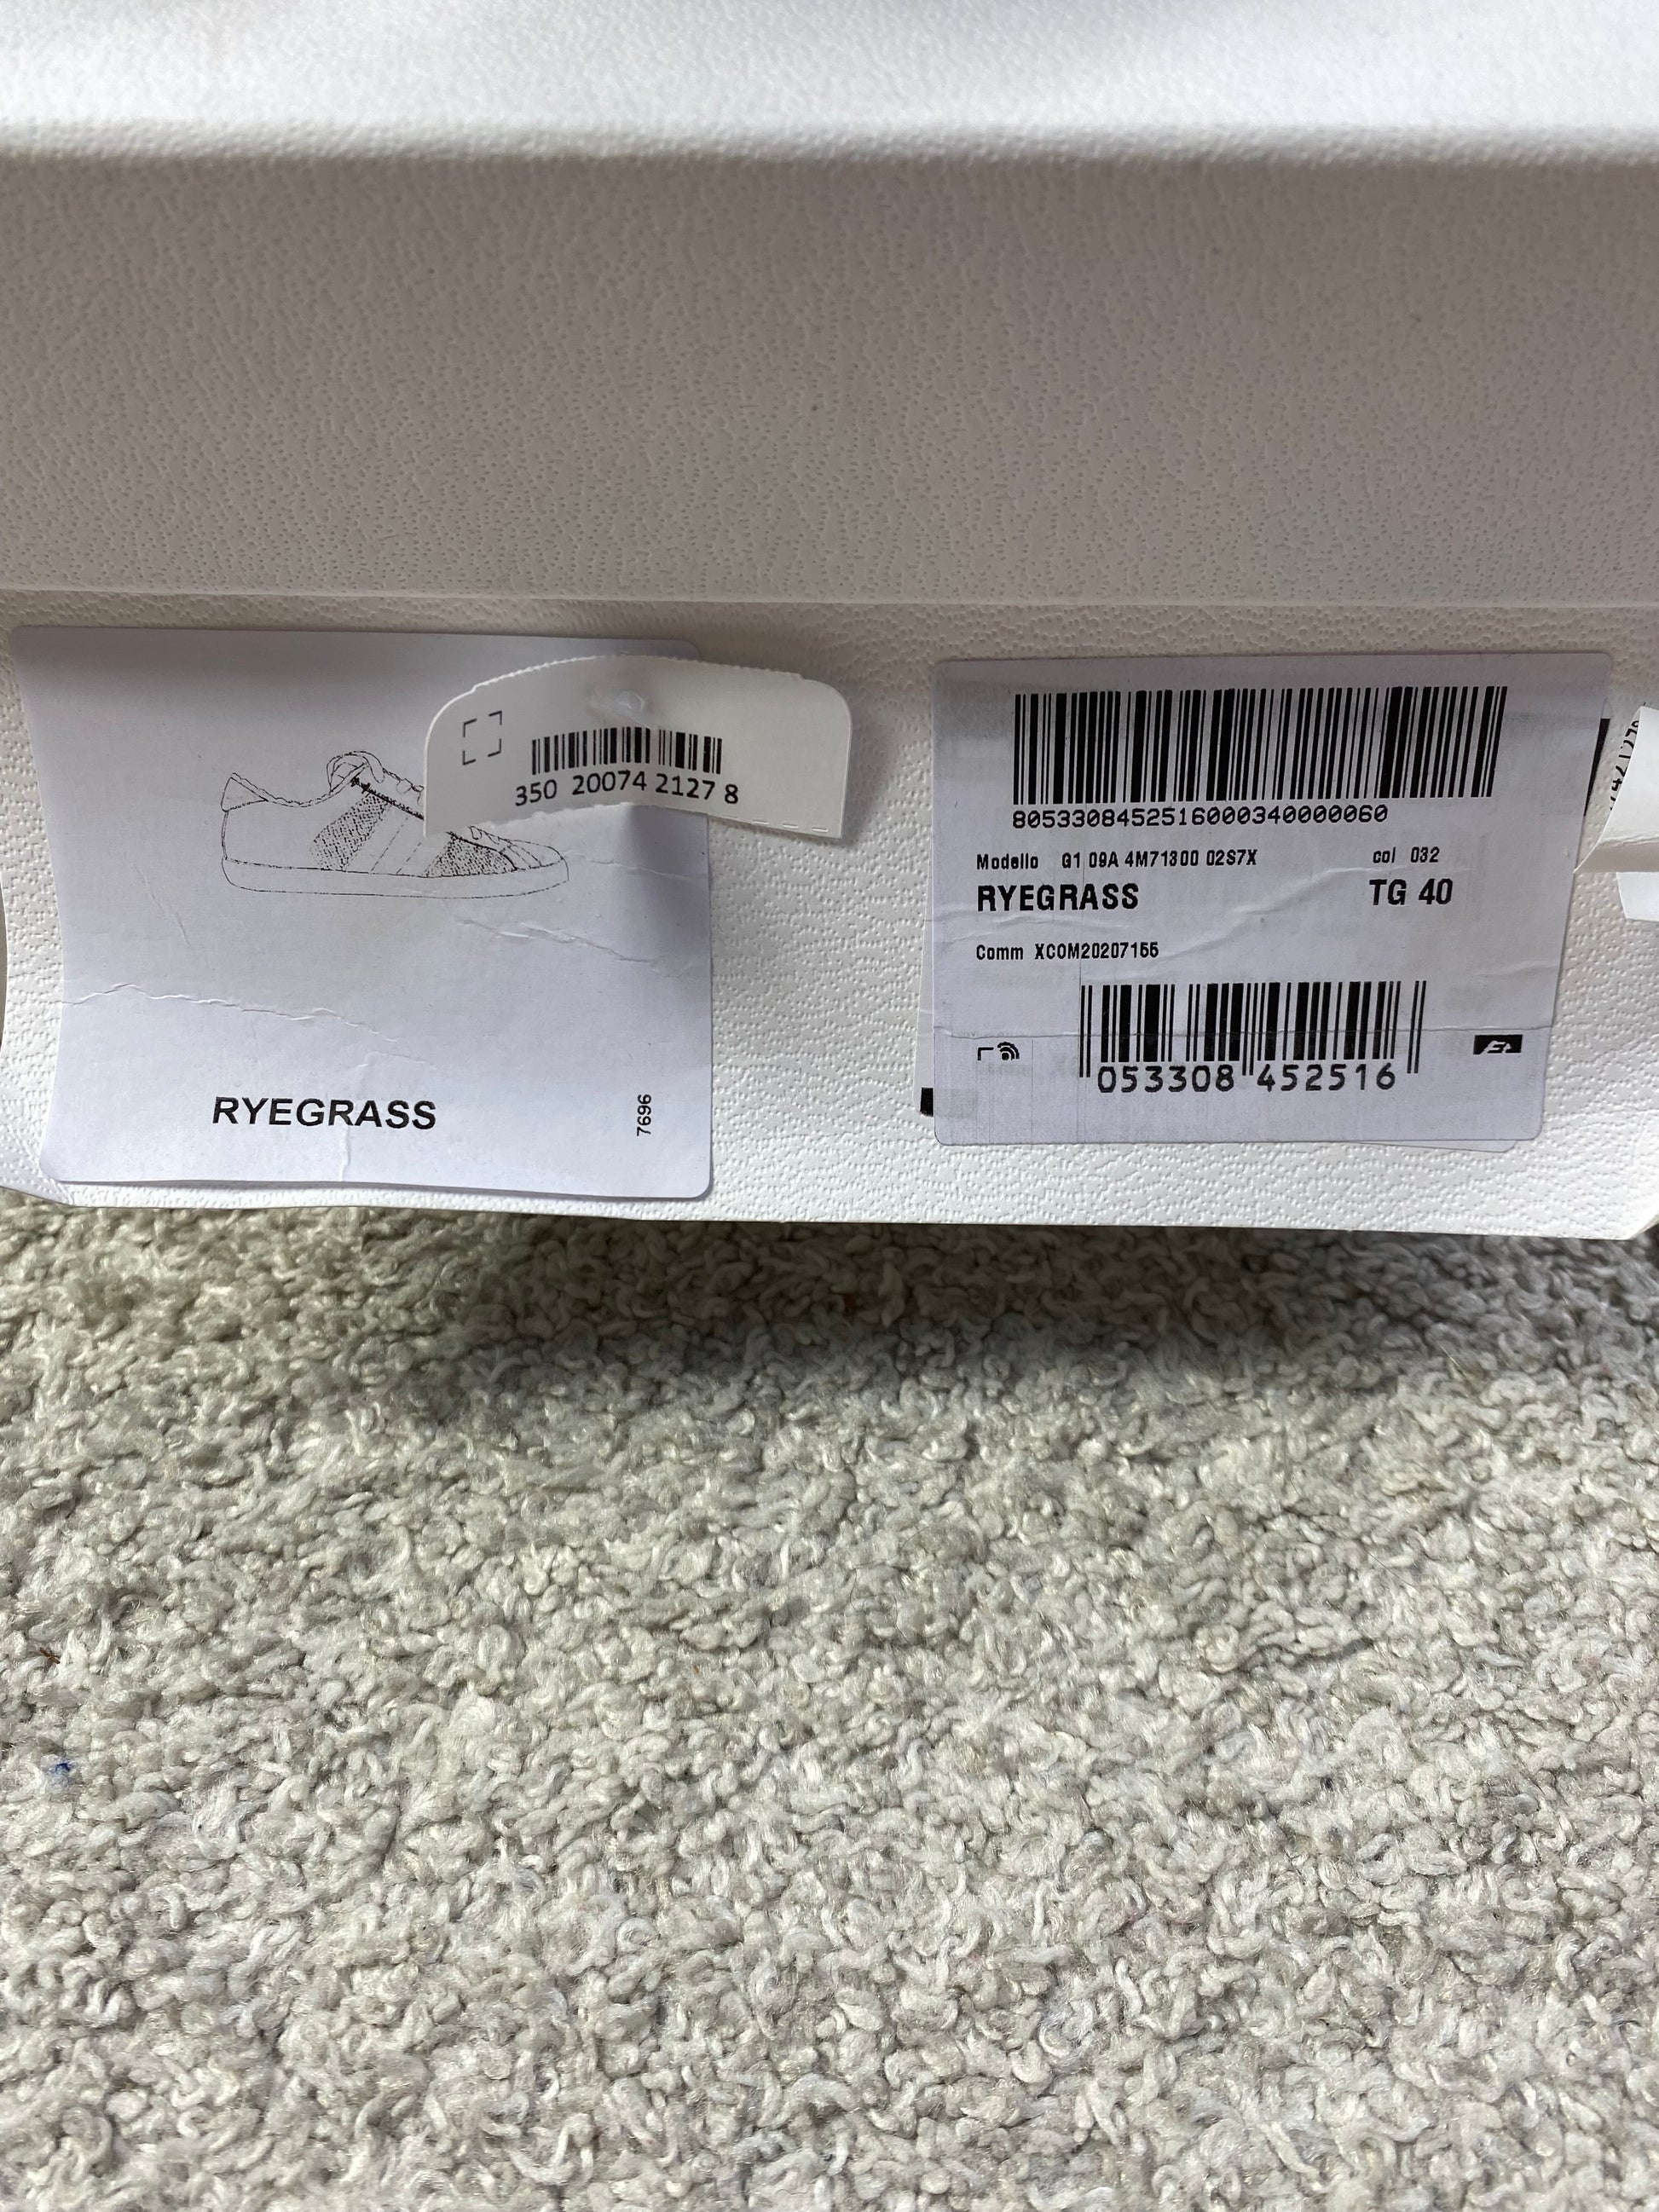 350 20074 2127 8
RYEGRASS
7696
8053308452516000340000060
Modello G1 09A 4M71300 02S7X col 032
RYEGRASS TG 40
Comm XCOM20207155
053308 452516